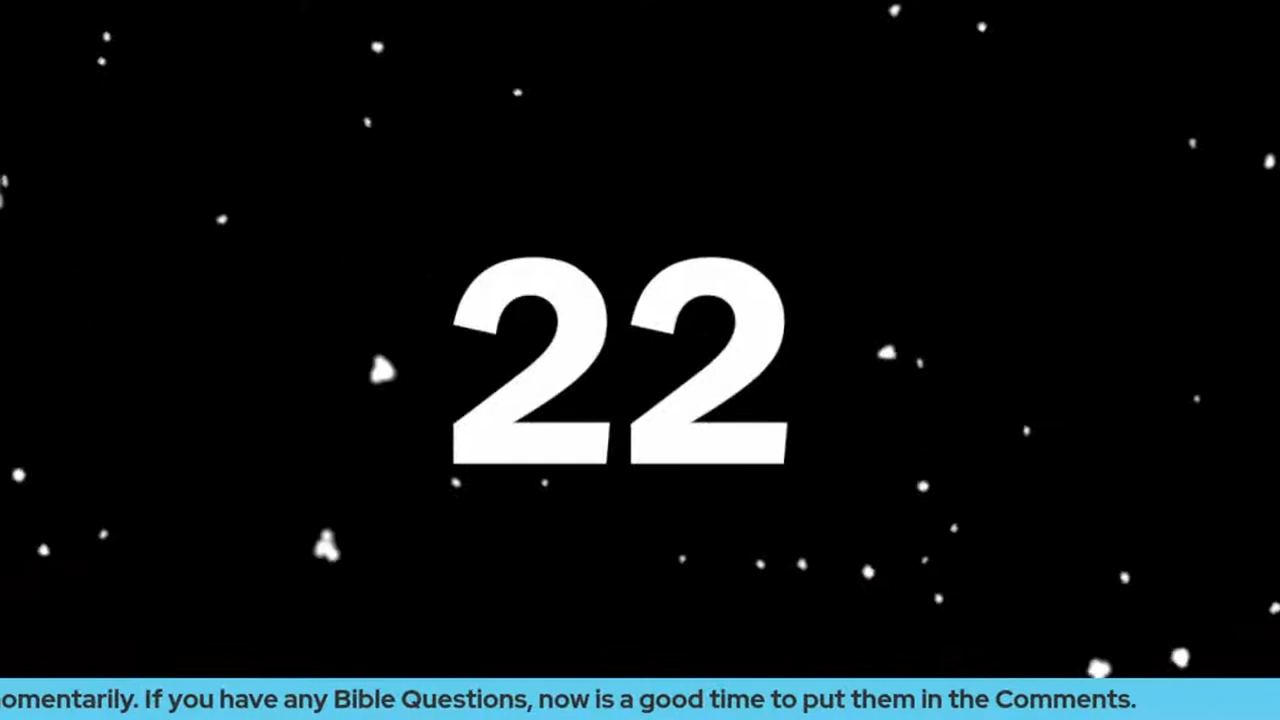 22
omentarily. If you have any Bible Questions, now is a good time to put them in the Comments.